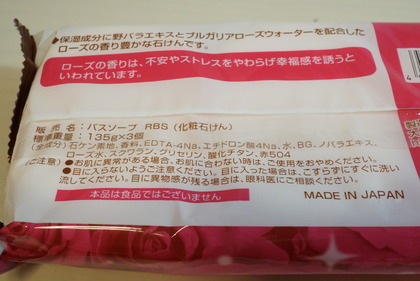 ◆保湿成分に野バラエキスとブルガリアローズウォーターを配合した
ローズの香り豊かな石けんです。
ローズの香りは、不安やストレスをやわらげ幸福感を誘うと
いわれています。
販売名：バスソープ RBS（化粧石けん）
標準重量：135g×3個
（全成分）石ケン素地、香料、EDTA-4Na、エチドロン酸4Na、水、BG、ノバラエキス、
ローズ水、スクワラン、グリセリン、酸化チタン、赤504
（ご注意）●お肌に異常がある場合、お肌に合わない時は、ご使用をおやめください。
●目に入らないようご注意ください。目に入った場合は、こすらずにすぐに洗い
流してください。目に異物感が残る場合は、眼科医にご相談ください。
本品は食品ではございません
MADE IN JAPAN
4